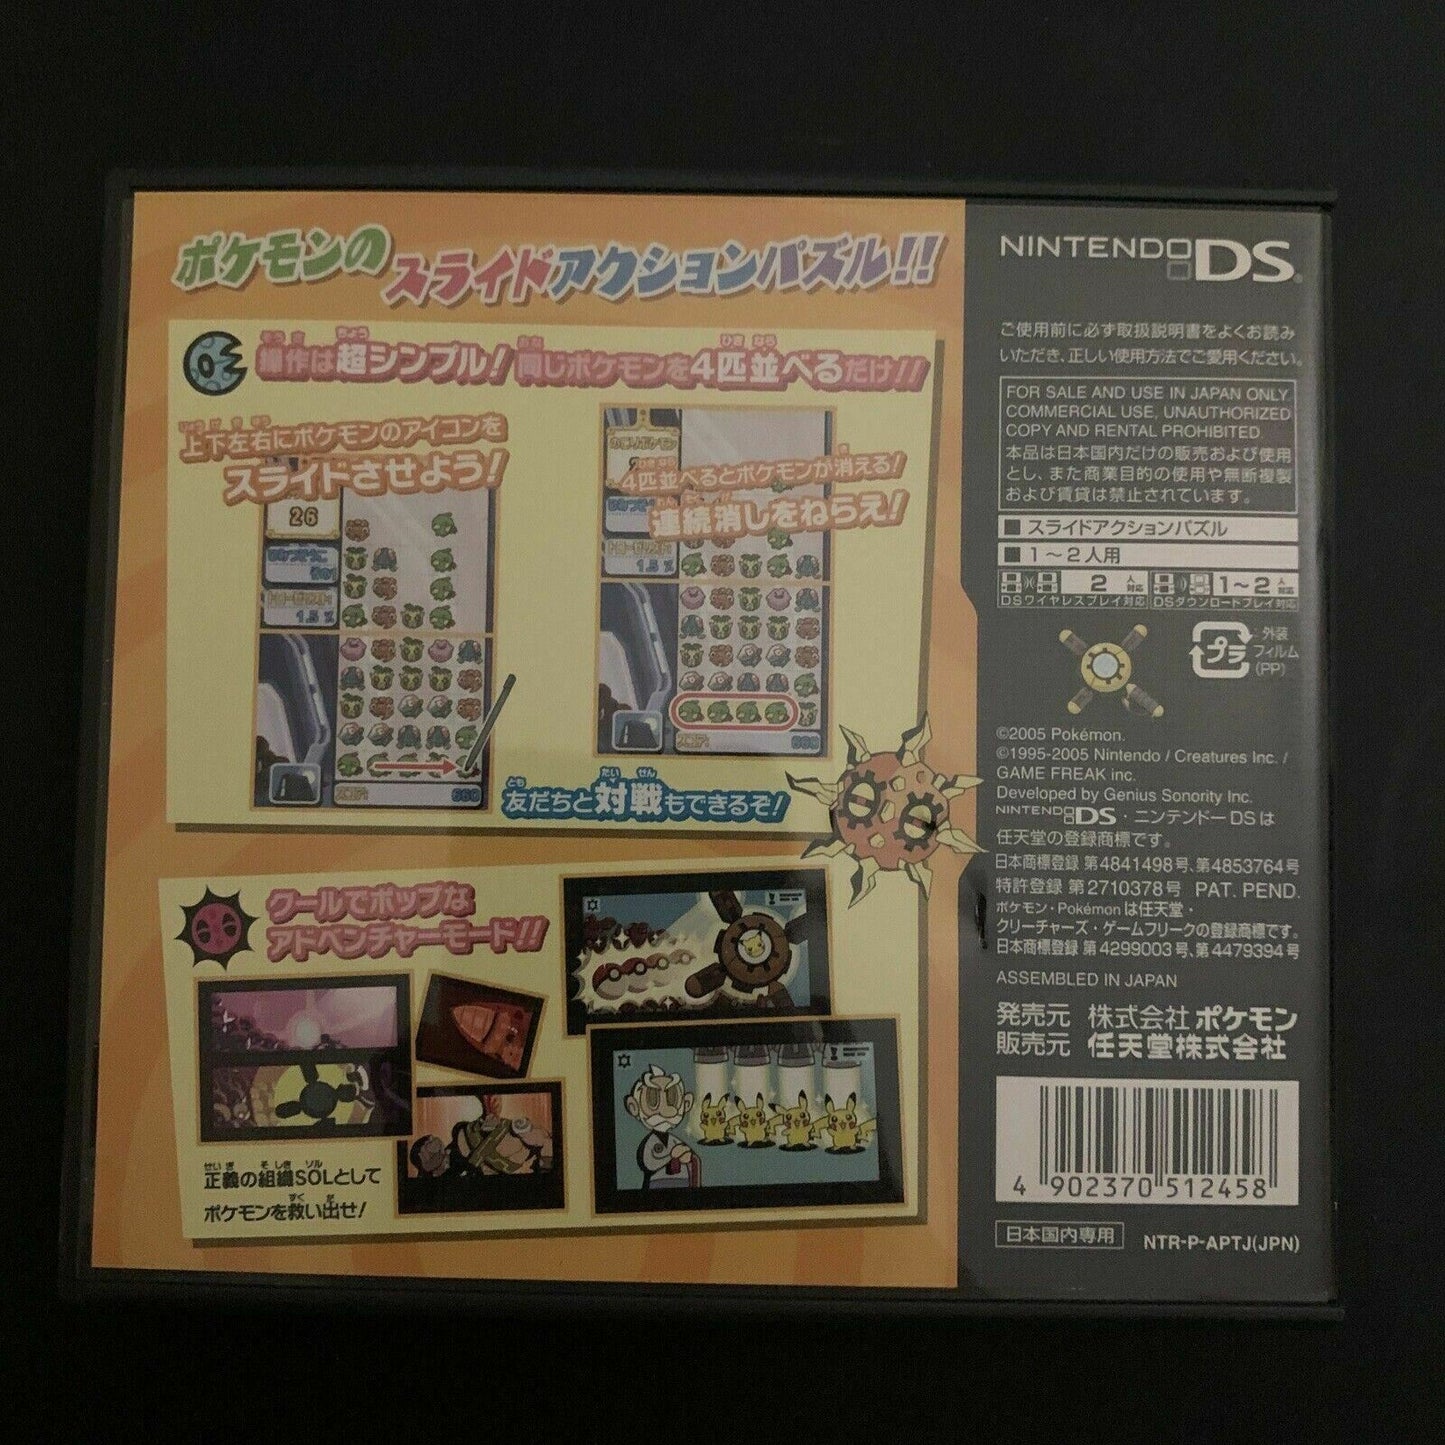 ポケモンの
スライドアクションパズル!!
操作は超シンプル! 同じポケモンを4匹並べるだけ!!
上下左右にポケモンのアイコンを
スライドさせよう!
26
1.5 %
660
4匹並べるとポケモンが消える!
連続消しをねらえ!
1.5 %
660
友だちと対戦もできるぞ!
クールでポップな
アドベンチャーモード!!
正義の組織SOLとして
ポケモンを救い出せ!
NINTENDO DS
ご使用前に必ず取扱説明書をよくお読み
いただき、正しい使用方法でご愛用ください。
FOR SALE AND USE IN JAPAN ONLY
COMMERCIAL USE, UNAUTHORIZED
COPY AND RENTAL PROHIBITED
本品は日本国内だけの販売および使用
とし、また商業目的の使用や無断複製
および賃貸は禁止されています。
■ スライドアクションパズル
■ 1~2人用
2人対応 1~2人対応
DSワイヤレスプレイ対応 DSダウンロードプレイ対応
プラ
外装
フィルム
(PP)
©2005 Pokémon.
©1995-2005 Nintendo / Creatures Inc. /
GAME FREAK inc.
Developed by Genius Sonority Inc.
NINTENDO DS・ニンテンドーDSは
任天堂の登録商標です。
日本商標登録 第4841498号、第4853764号
特許登録 第2710378号 PAT. PEND.
ポケモン・Pokémonは任天堂・
クリーチャーズ・ゲームフリークの登録商標です。
日本商標登録 第4299003号、第4479394号
ASSEMBLED IN JAPAN
発売元 株式会社ポケモン
販売元 任天堂株式会社
4 902370 512458
日本国内専用 NTR-P-APTJ(JPN)